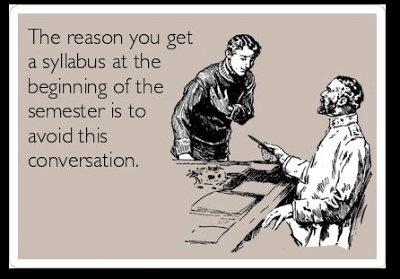 The reason you get
a syllabus at the
beginning of the
semester is to
avoid this
conversation.